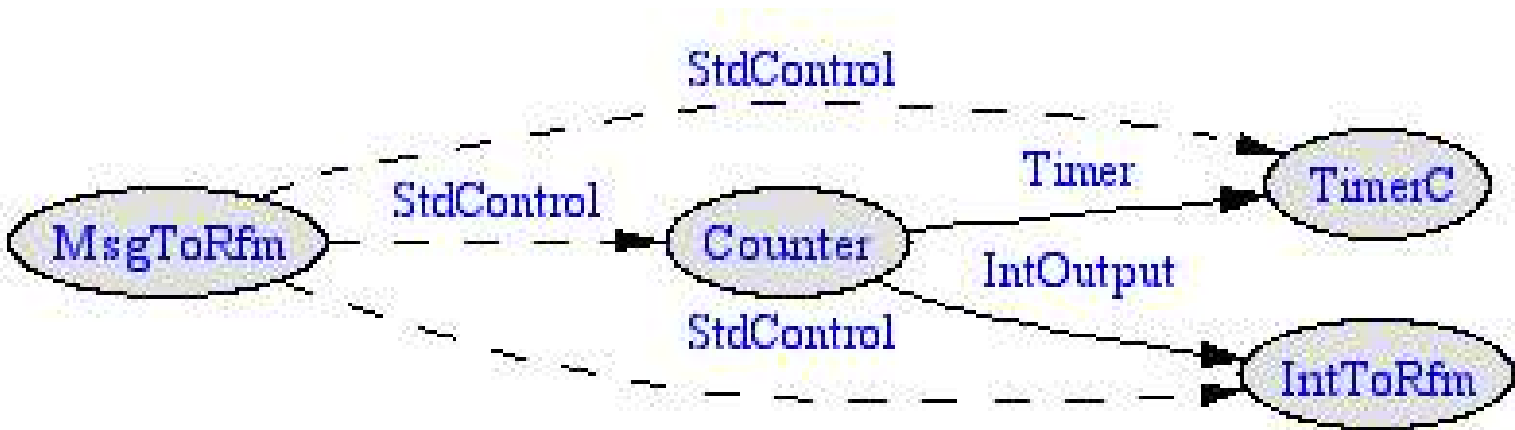 StdControl
Timer
TimerC
StdControl
MsgToRfm
Counter
IntOutput
StdControl
IntToRfm